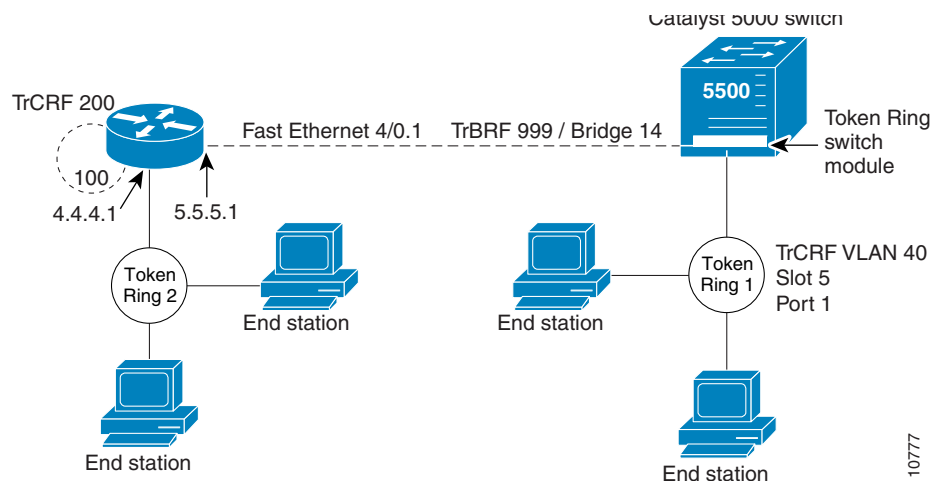 Catalyst 5000 switch
5500
TrCRF 200
Fast Ethernet 4/0.1
TrBRF 999 / Bridge 14
Token Ring
switch
module
100
4.4.4.1
5.5.5.1
Token
Ring 2
End station
End station
Token
Ring 1
TrCRF VLAN 40
Slot 5
Port 1
End station
End station
10777